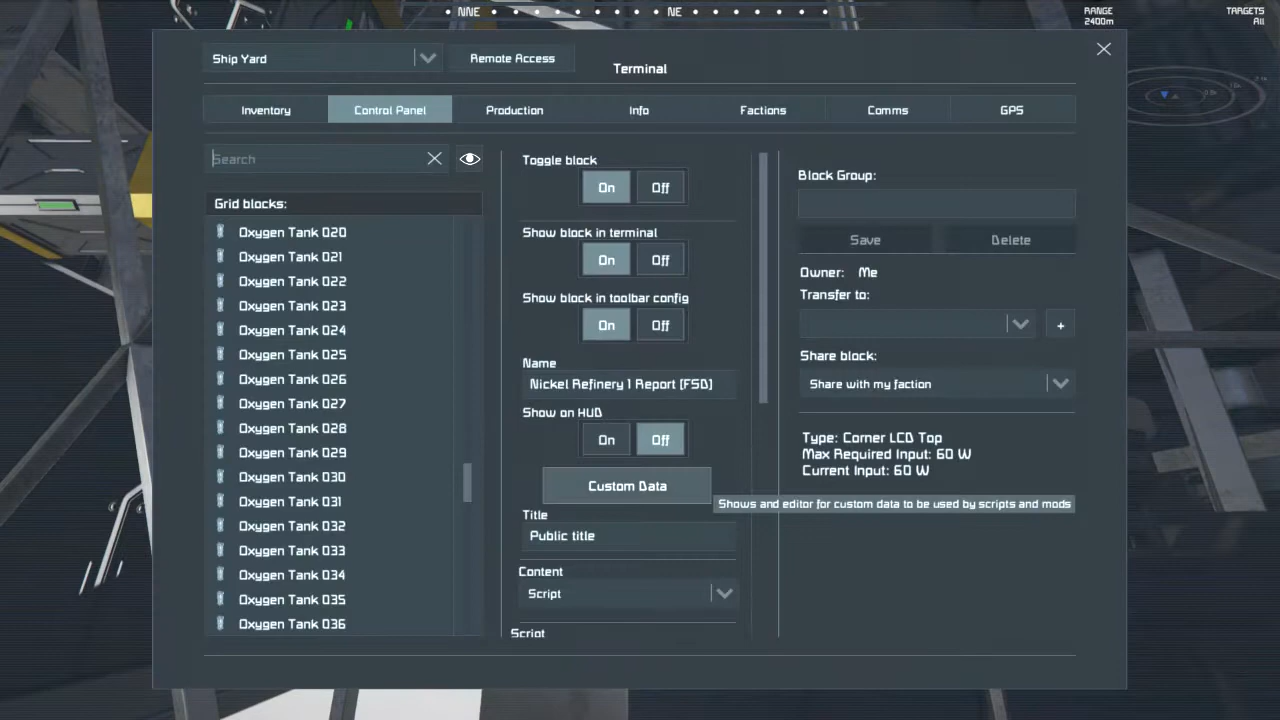 NNE
NE
RANGE
2400m
TARGETS
All
Ship Yard
Remote Access
Terminal
Inventory
Control Panel
Production
Info
Factions
Comms
GPS
Search
Grid blocks:
Oxygen Tank 020
Oxygen Tank 021
Oxygen Tank 022
Oxygen Tank 023
Oxygen Tank 024
Oxygen Tank 025
Oxygen Tank 026
Oxygen Tank 027
Oxygen Tank 028
Oxygen Tank 029
Oxygen Tank 030
Oxygen Tank 031
Oxygen Tank 032
Oxygen Tank 033
Oxygen Tank 034
Oxygen Tank 035
Oxygen Tank 036
Toggle block
On Off
Show block in terminal
On Off
Show block in toolbar config
On Off
Name
Nickel Refinery 1 Report [FSD]
Show on HUD
On Off
Custom Data
Shows and editor for custom data to be used by scripts and mods
Title
Public title
Content
Script
Script
Block Group:
Save
Delete
Owner: Me
Transfer to:
+
Share block:
Share with my faction
Type: Corner LCD Top
Max Required Input: 60 W
Current Input: 60 W